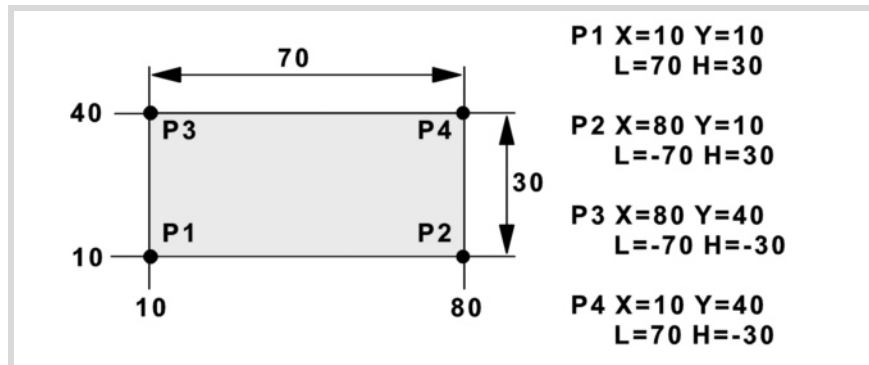 70
40
P3
P4
30
P1
P2
10
10
80
P1 X=10 Y=10
L=70 H=30
P2 X=80 Y=10
L=-70 H=30
P3 X=80 Y=40
L=-70 H=-30
P4 X=10 Y=40
L=70 H=-30